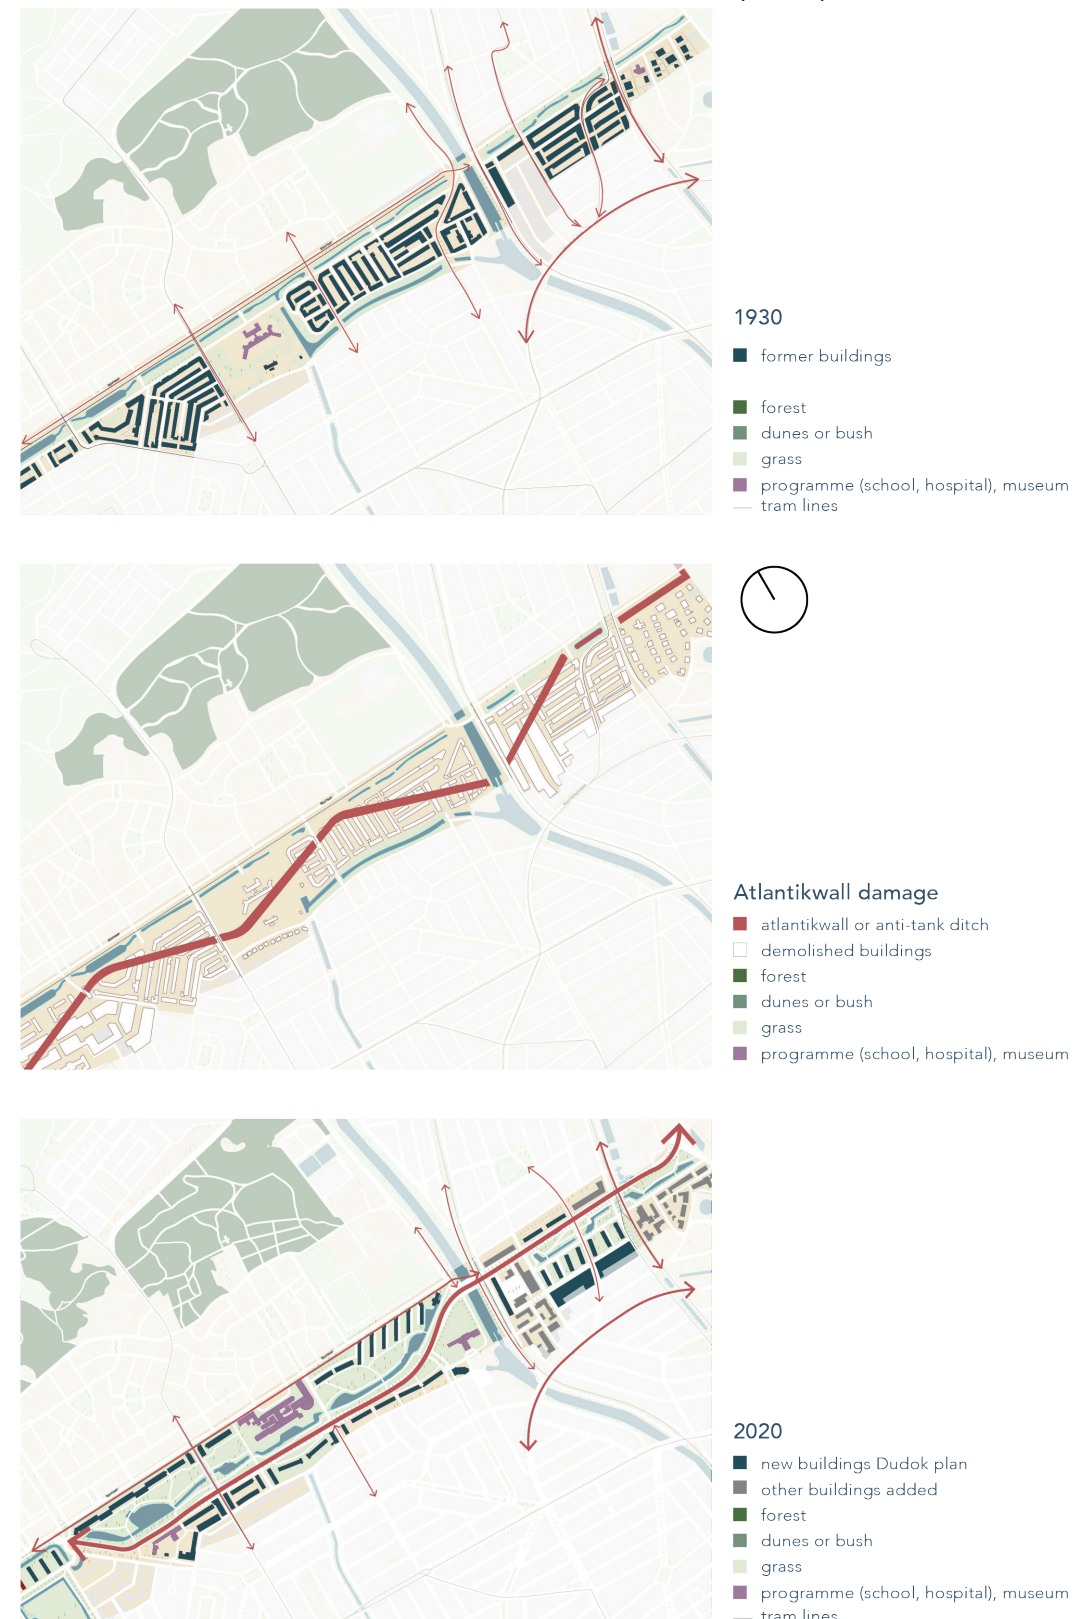 1930
former buildings
forest
dunes or bush
grass
programme (school, hospital), museum
tram lines
Atlantikwall damage
atlantikwall or anti-tank ditch
demolished buildings
forest
dunes or bush
grass
programme (school, hospital), museum
2020
new buildings Dudok plan
other buildings added
forest
dunes or bush
grass
programme (school, hospital), museum
tram lines